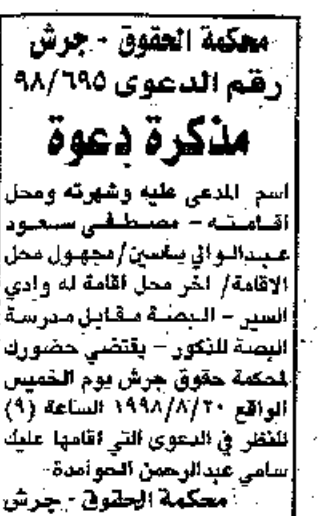 محكمة الحقوق - جرش
رقم الدعوى ٩٨/٦٩٥
مذكرة دعوة
اسم المدعى عليه وشهرته ومحل
اقامته - مصطفى سعود
عبدالوالي ياسين/مجهول محل
الاقامة/ اخر محل اقامة له وادي
السير - البصة مقابل مدرسة
البصة للذكور - يقتضي حضورك
لمحكمة حقوق جرش يوم الخميس
الواقع ١٩٩٨/٨/٢٠ الساعة (٩)
للنظر في الدعوى التي اقامها عليك
سامي عبدالرحمن الحوامدة
محكمة الحقوق - جرش